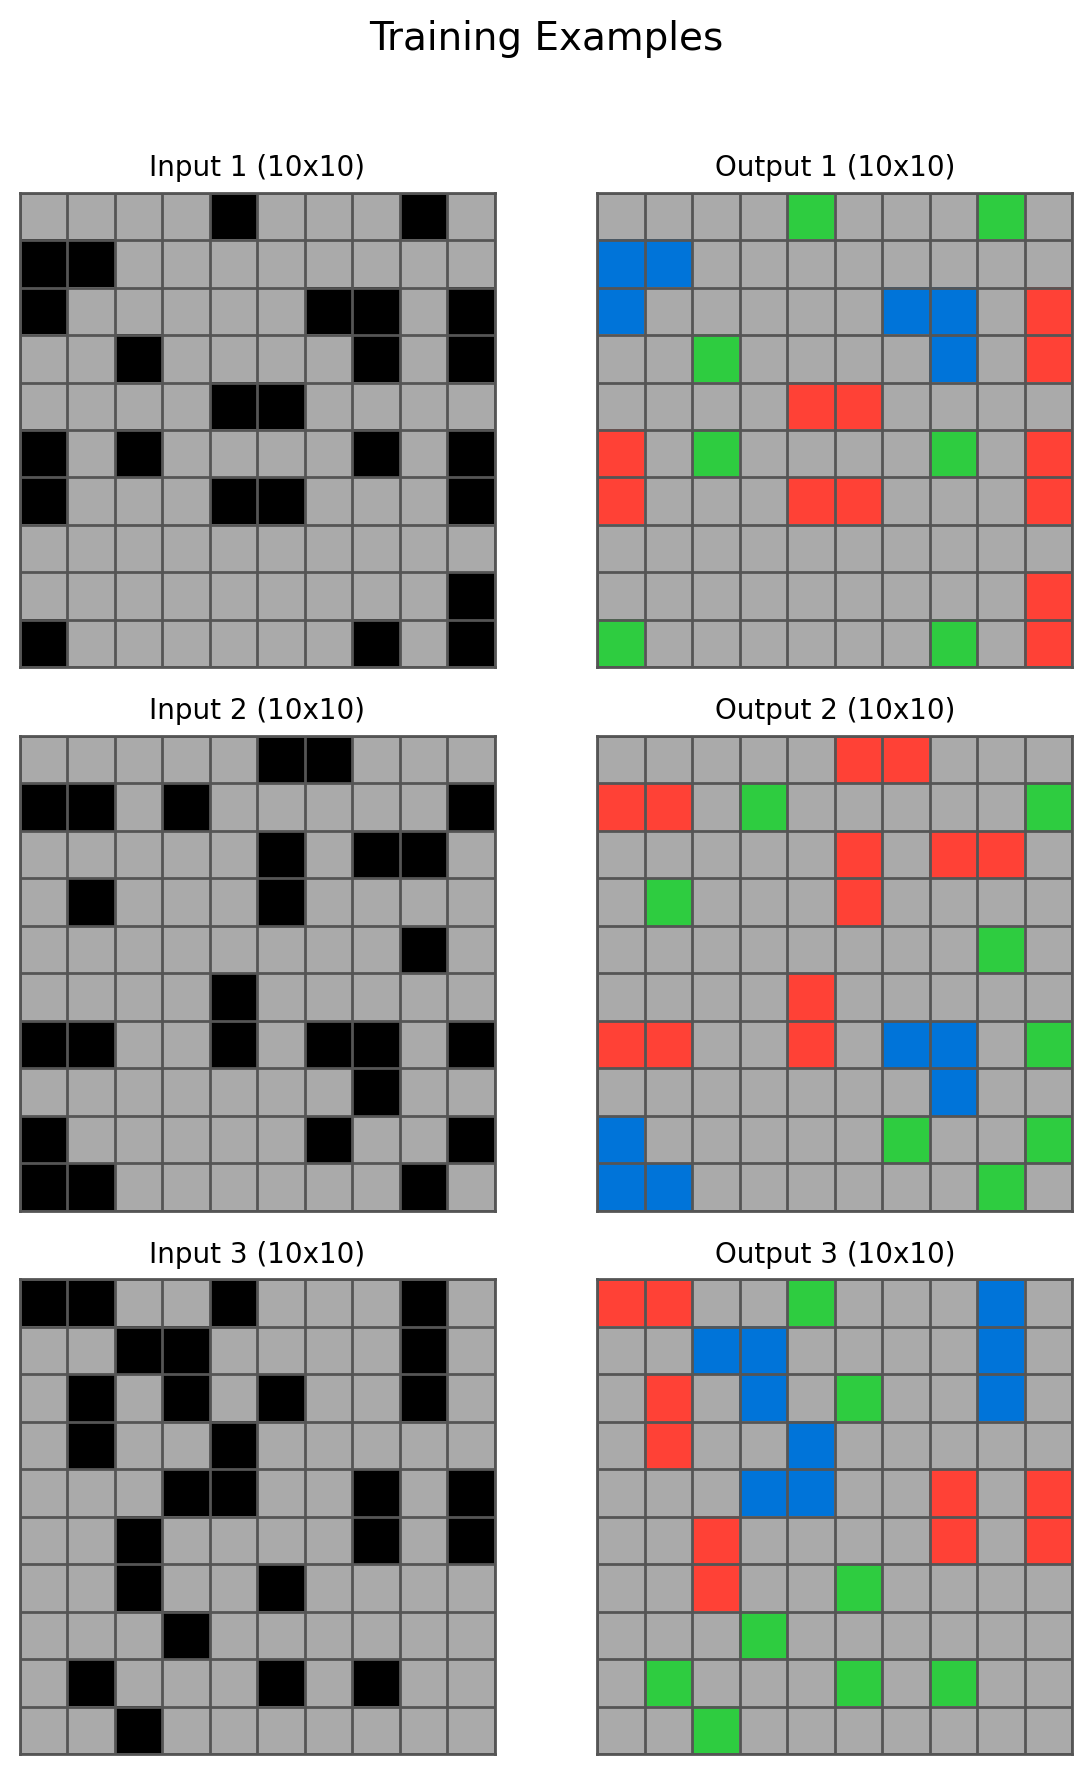 Training Examples
Input 1 (10x10)
Output 1 (10x10)
Input 2 (10x10)
Output 2 (10x10)
Input 3 (10x10)
Output 3 (10x10)